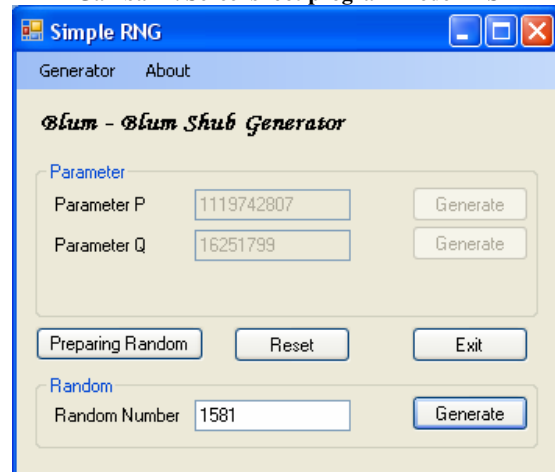 Simple RNG
Generator About
Blum - Blum Shub Generator
Parameter
Parameter P 1119742807 Generate
Parameter Q 16251799 Generate
Preparing Random Reset Exit
Random
Random Number 1581 Generate